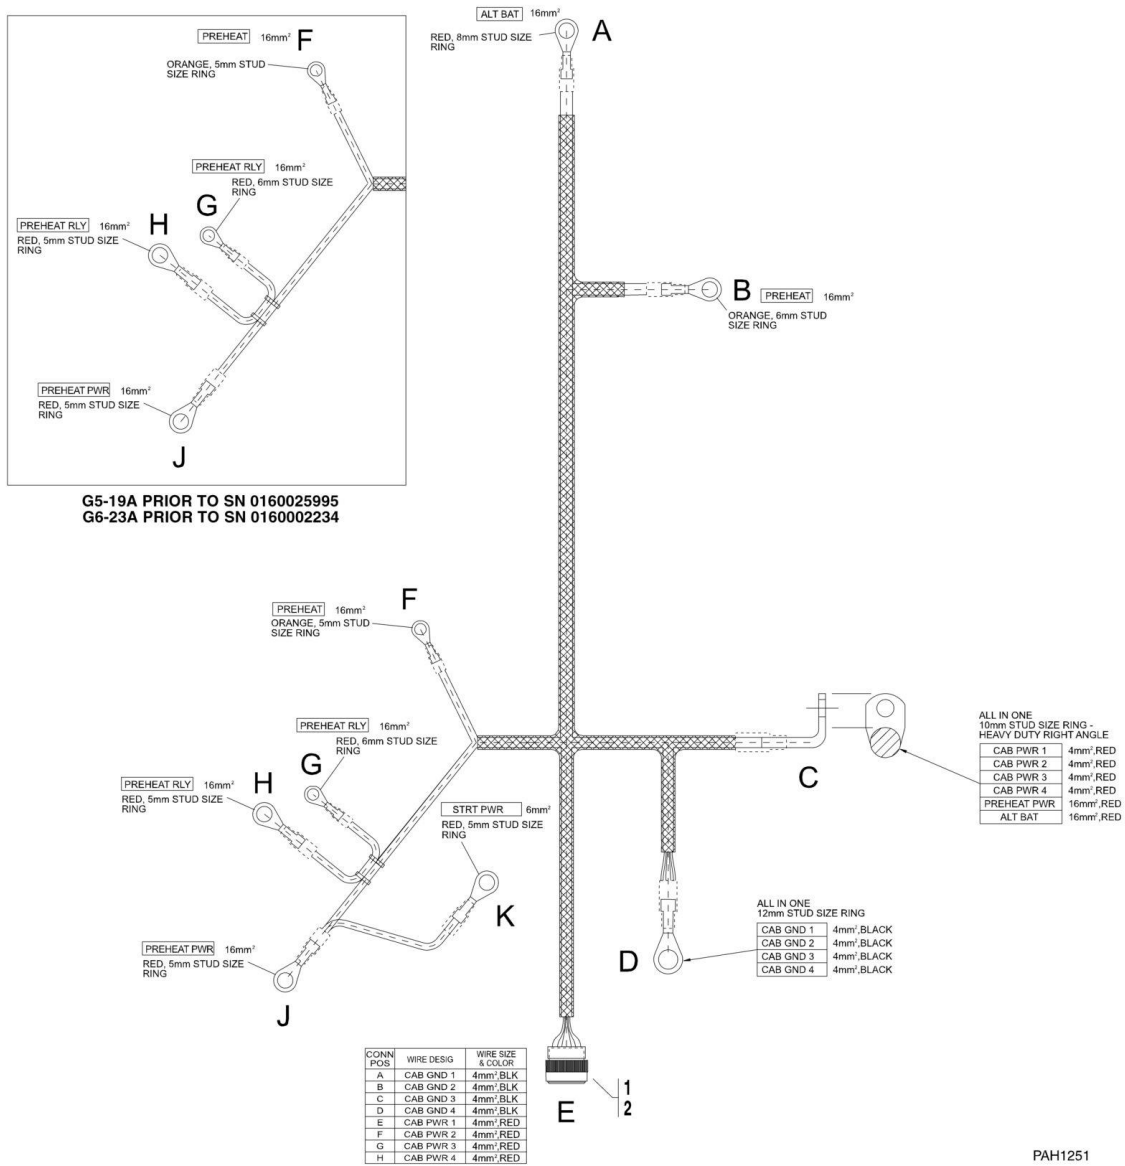 PREHEAT 16mm² F
ORANGE, 5mm STUD
SIZE RING
PREHEAT RLY 16mm²
RED, 6mm STUD SIZE
RING
G
H
PREHEAT RLY 16mm²
RED, 5mm STUD SIZE
RING
PREHEAT PWR 16mm²
RED, 5mm STUD SIZE
RING
J
G5-19A PRIOR TO SN 0160025995
G6-23A PRIOR TO SN 0160002234
ALT BAT 16mm²
RED, 8mm STUD SIZE
RING
A
B PREHEAT 16mm²
ORANGE, 6mm STUD
SIZE RING
F
PREHEAT 16mm²
ORANGE, 5mm STUD
SIZE RING
PREHEAT RLY 16mm²
RED, 6mm STUD SIZE
RING
G
H
PREHEAT RLY 16mm²
RED, 5mm STUD SIZE
RING
STRT PWR 6mm²
RED, 5mm STUD SIZE
RING
K
PREHEAT PWR 16mm²
RED, 5mm STUD SIZE
RING
J
C
ALL IN ONE
10mm STUD SIZE RING -
HEAVY DUTY RIGHT ANGLE
CAB PWR 1 4mm²,RED
CAB PWR 2 4mm²,RED
CAB PWR 3 4mm²,RED
CAB PWR 4 4mm²,RED
PREHEAT PWR 16mm²,RED
ALT BAT 16mm²,RED
D
ALL IN ONE
12mm STUD SIZE RING
CAB GND 1 4mm²,BLACK
CAB GND 2 4mm²,BLACK
CAB GND 3 4mm²,BLACK
CAB GND 4 4mm²,BLACK
CONN POS WIRE DESIG WIRE SIZE & COLOR
A CAB GND 1 4mm²,BLK
B CAB GND 2 4mm²,BLK
C CAB GND 3 4mm²,BLK
D CAB GND 4 4mm²,BLK
E CAB PWR 1 4mm²,RED
F CAB PWR 2 4mm²,RED
G CAB PWR 3 4mm²,RED
H CAB PWR 4 4mm²,RED
E
1
2
PAH1251